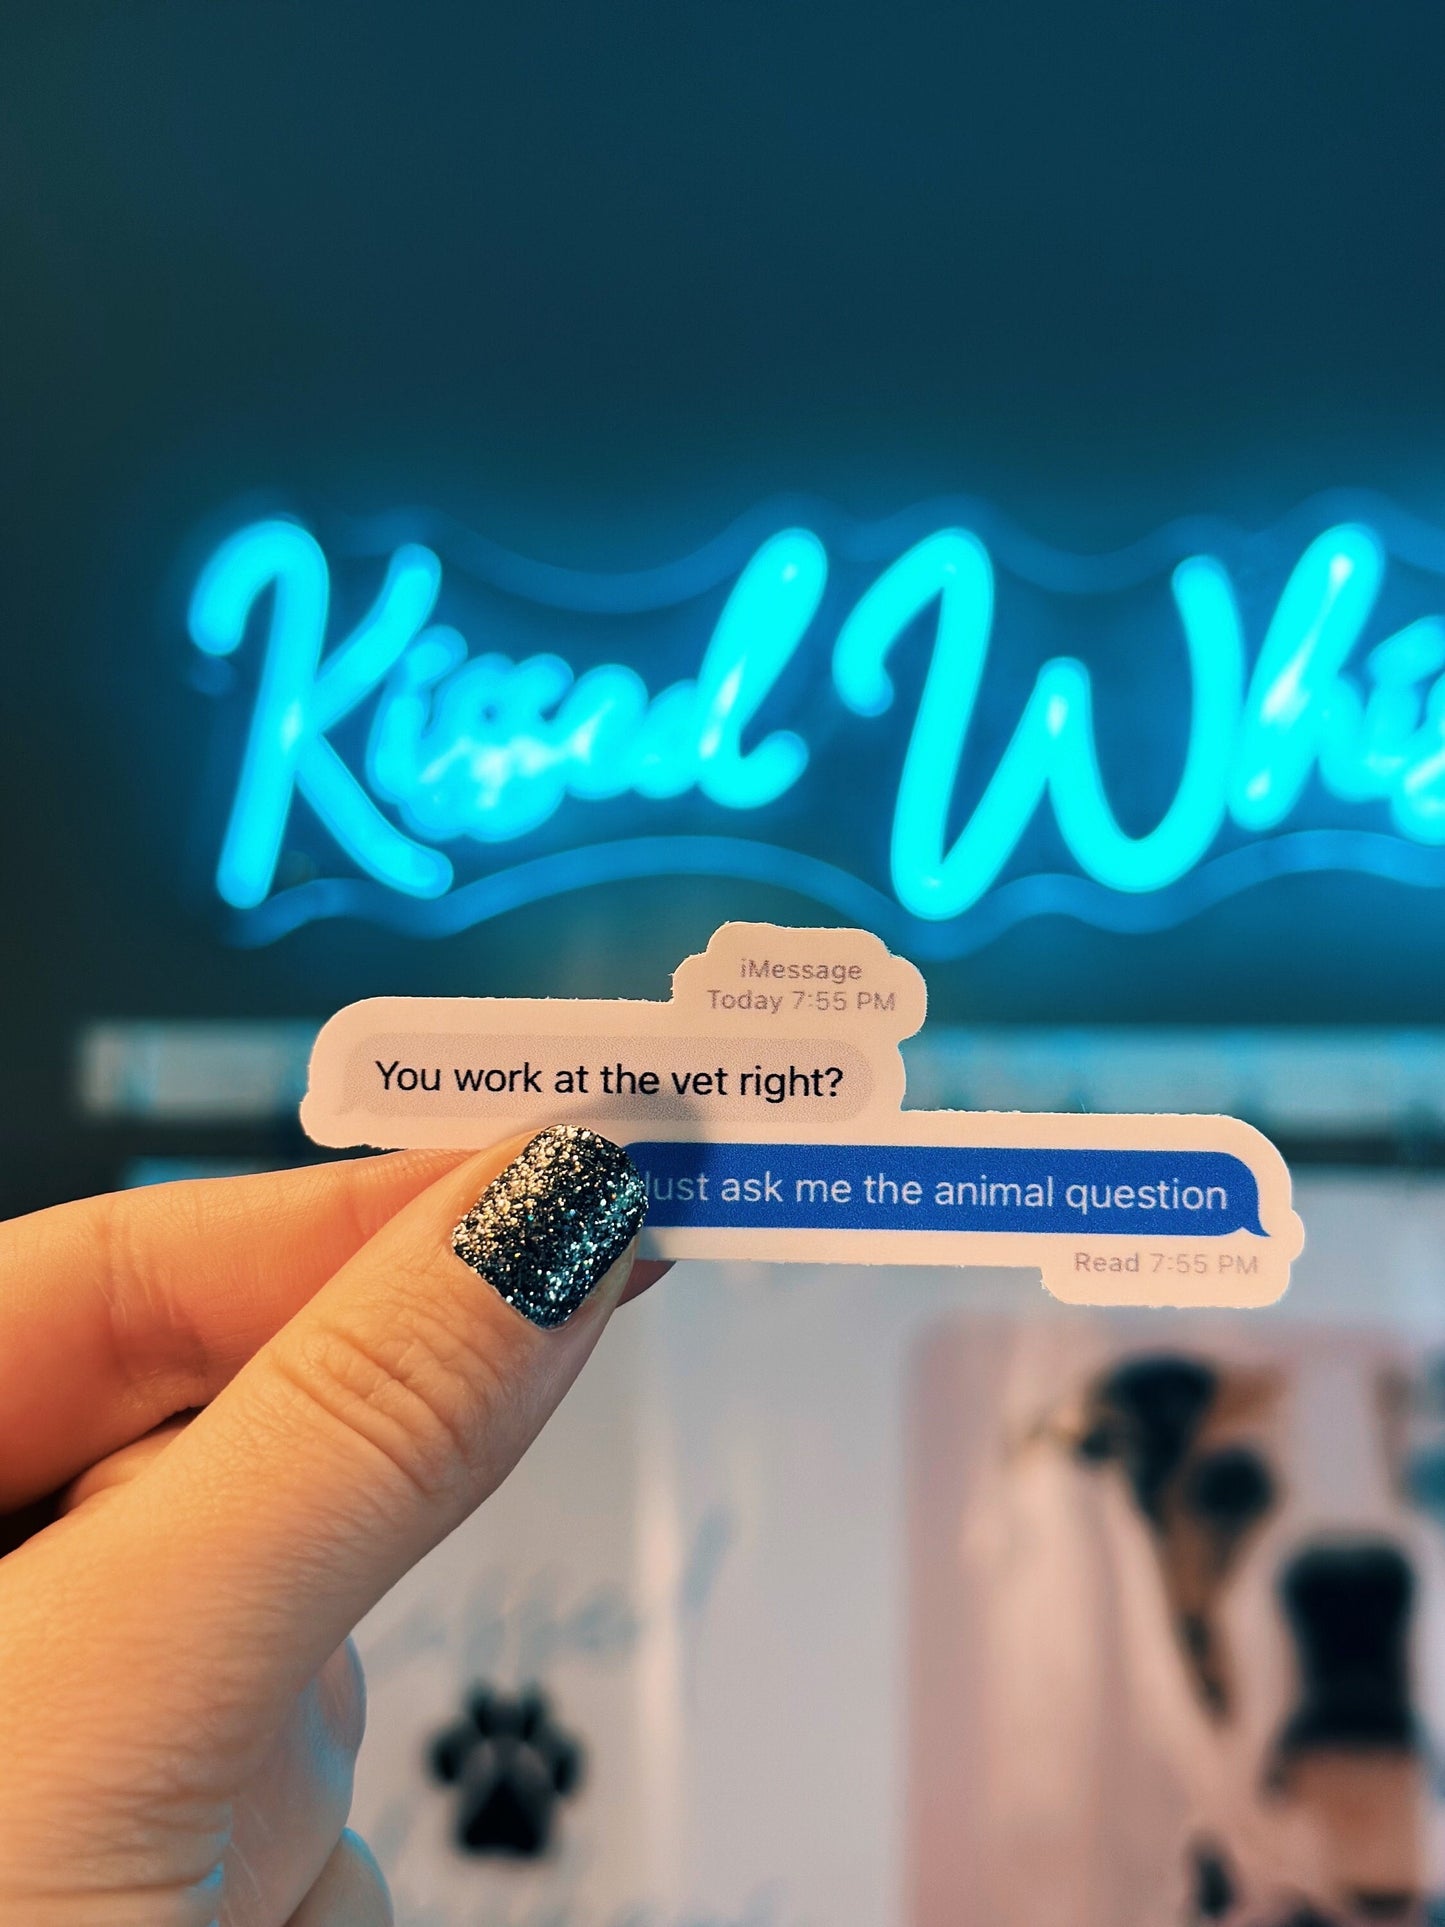 Kissed Whis
iMessage
Today 7:55 PM
You work at the vet right?
Just ask me the animal question
Read 7:55 PM